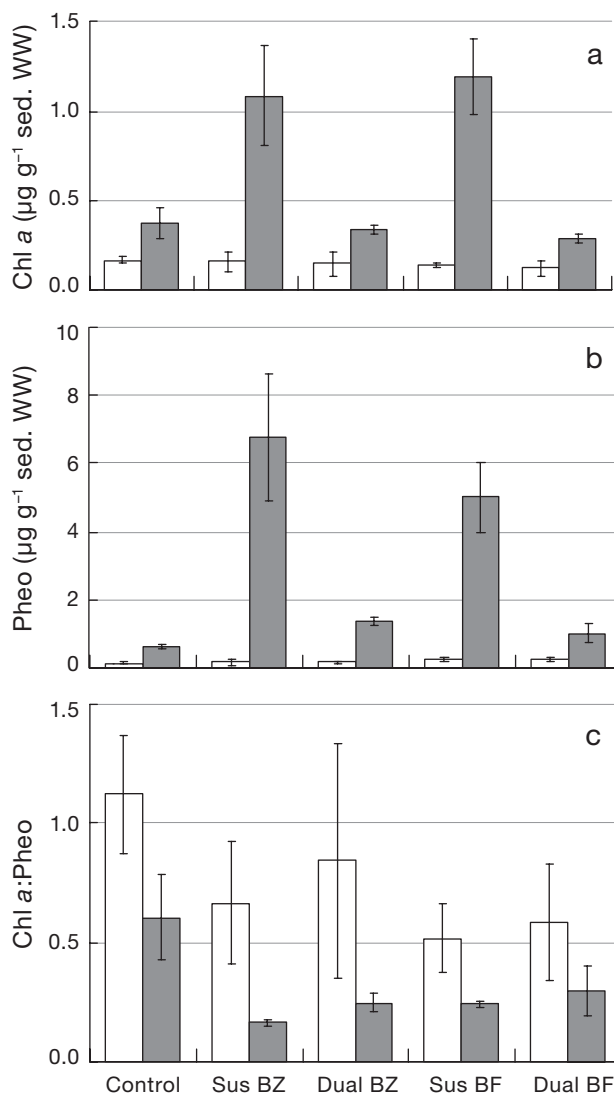 1.5
a
1.0
0.5
0.0
Chl a (µg g⁻¹ sed. WW)
10
b
8
6
4
2
0
Pheo (µg g⁻¹ sed. WW)
1.5
c
1.0
0.5
0.0
Chl a:Pheo
Control Sus BZ Dual BZ Sus BF Dual BF